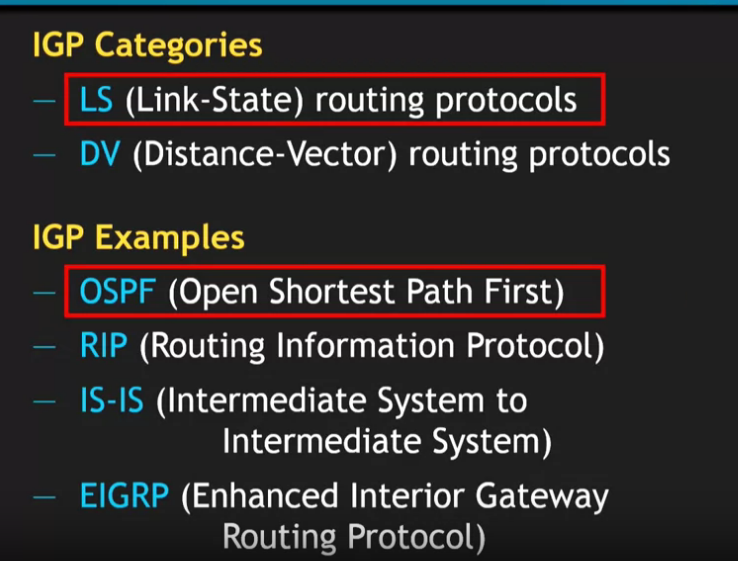 IGP Categories
— LS (Link-State) routing protocols
— DV (Distance-Vector) routing protocols
IGP Examples
— OSPF (Open Shortest Path First)
— RIP (Routing Information Protocol)
— IS-IS (Intermediate System to
Intermediate System)
— EIGRP (Enhanced Interior Gateway
Routing Protocol)